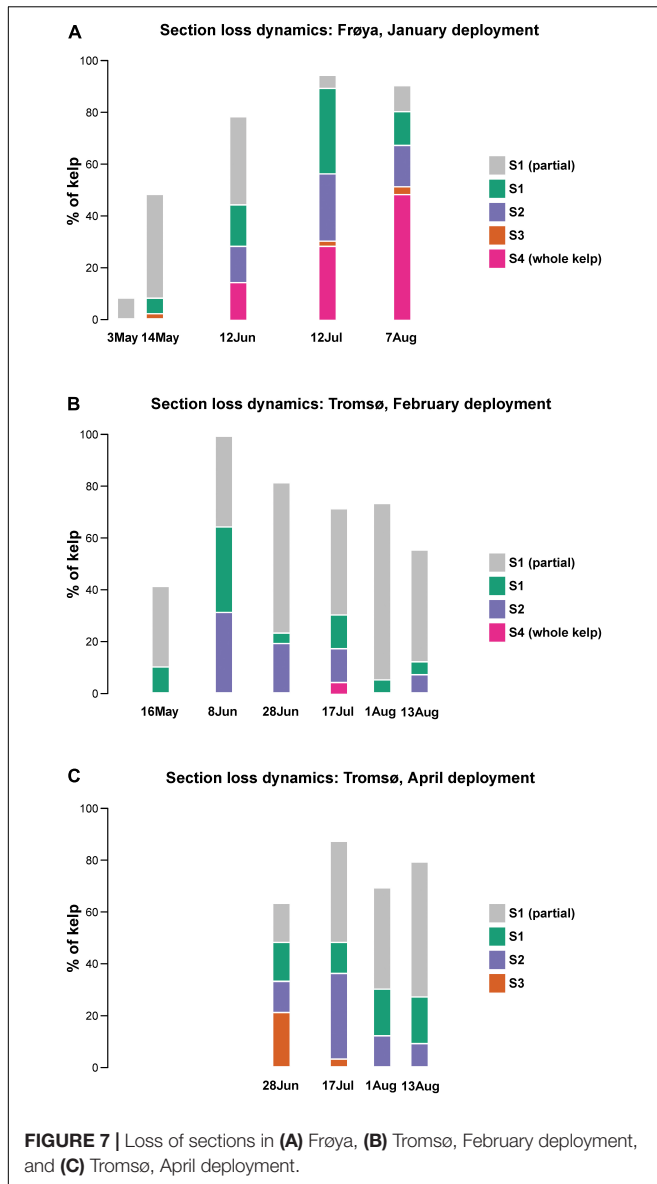 A
Section loss dynamics: Frøya, January deployment
100
80
60
40
20
0
% of kelp
3May 14May 12Jun 12Jul 7Aug
S1 (partial)
S1
S2
S3
S4 (whole kelp)
B
Section loss dynamics: Tromsø, February deployment
100
80
60
40
20
0
% of kelp
16May 8Jun 28Jun 17Jul 1Aug 13Aug
S1 (partial)
S1
S2
S4 (whole kelp)
C
Section loss dynamics: Tromsø, April deployment
100
80
60
40
20
0
% of kelp
28Jun 17Jul 1Aug 13Aug
S1 (partial)
S1
S2
S3
FIGURE 7 | Loss of sections in (A) Frøya, (B) Tromsø, February deployment,
and (C) Tromsø, April deployment.